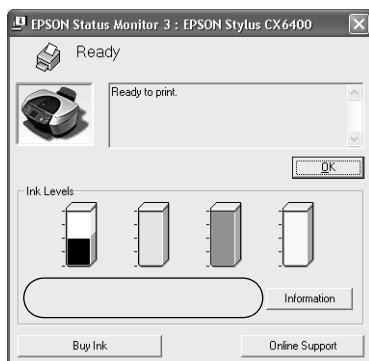 EPSON Status Monitor 3 : EPSON Stylus CX6400
Ready
Ready to print.
OK
Ink Levels
Information
Buy Ink
Online Support